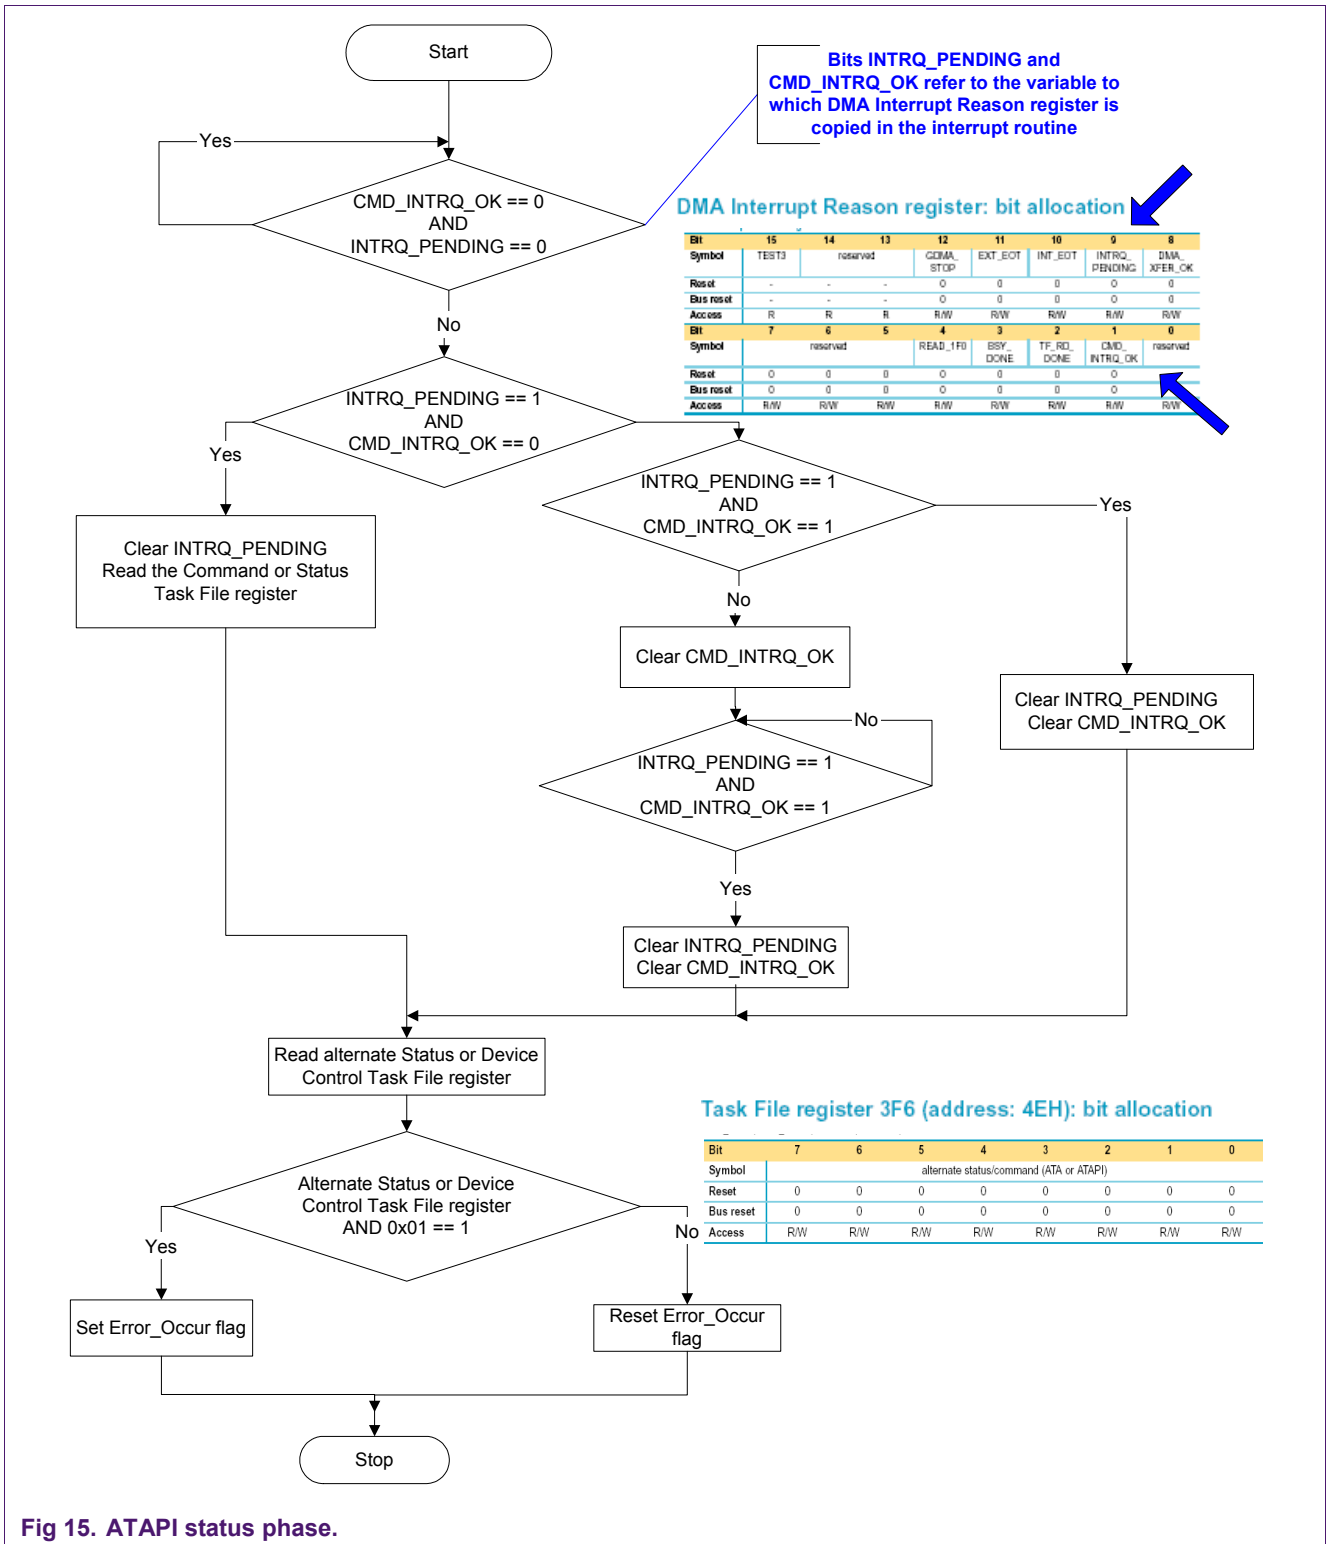 Start
Bits INTRQ_PENDING and
CMD_INTRQ_OK refer to the variable to
which DMA Interrupt Reason register is
copied in the interrupt routine
Yes
CMD_INTRQ_OK == 0
AND
INTRQ_PENDING == 0
DMA Interrupt Reason register: bit allocation
Bit 15 14 13 12 11 10 9 8
Symbol TEST3 reserved GDMA_ STOP EXT_EOT INT_EOT INTRQ_ PENDING DMA_ XFER_OK
Reset - - - 0 0 0 0 0
Bus reset - - - 0 0 0 0 0
Access R R R R/W R/W R/W R/W R/W
Bit 7 6 5 4 3 2 1 0
Symbol reserved READ_1F0 BSY_ DONE TF_RD_ DONE CMD_ INTRQ_OK reserved
Reset 0 0 0 0 0 0 0
Bus reset 0 0 0 0 0 0 0
Access R/W R/W R/W R/W R/W R/W R/W R/W
No
INTRQ_PENDING == 1
AND
CMD_INTRQ_OK == 0
Yes
INTRQ_PENDING == 1
AND
CMD_INTRQ_OK == 1
Yes
Clear INTRQ_PENDING
Read the Command or Status
Task File register
No
Clear CMD_INTRQ_OK
Clear INTRQ_PENDING
Clear CMD_INTRQ_OK
No
INTRQ_PENDING == 1
AND
CMD_INTRQ_OK == 1
Yes
Clear INTRQ_PENDING
Clear CMD_INTRQ_OK
Read alternate Status or Device
Control Task File register
Task File register 3F6 (address: 4EH): bit allocation
Bit 7 6 5 4 3 2 1 0
Symbol alternate status/command (ATA or ATAPI)
Reset 0 0 0 0 0 0 0 0
Bus reset 0 0 0 0 0 0 0 0
Access R/W R/W R/W R/W R/W R/W R/W R/W
Alternate Status or Device
Control Task File register
AND 0x01 == 1
Yes
No
Set Error_Occur flag
Reset Error_Occur
flag
Stop
Fig 15. ATAPI status phase.